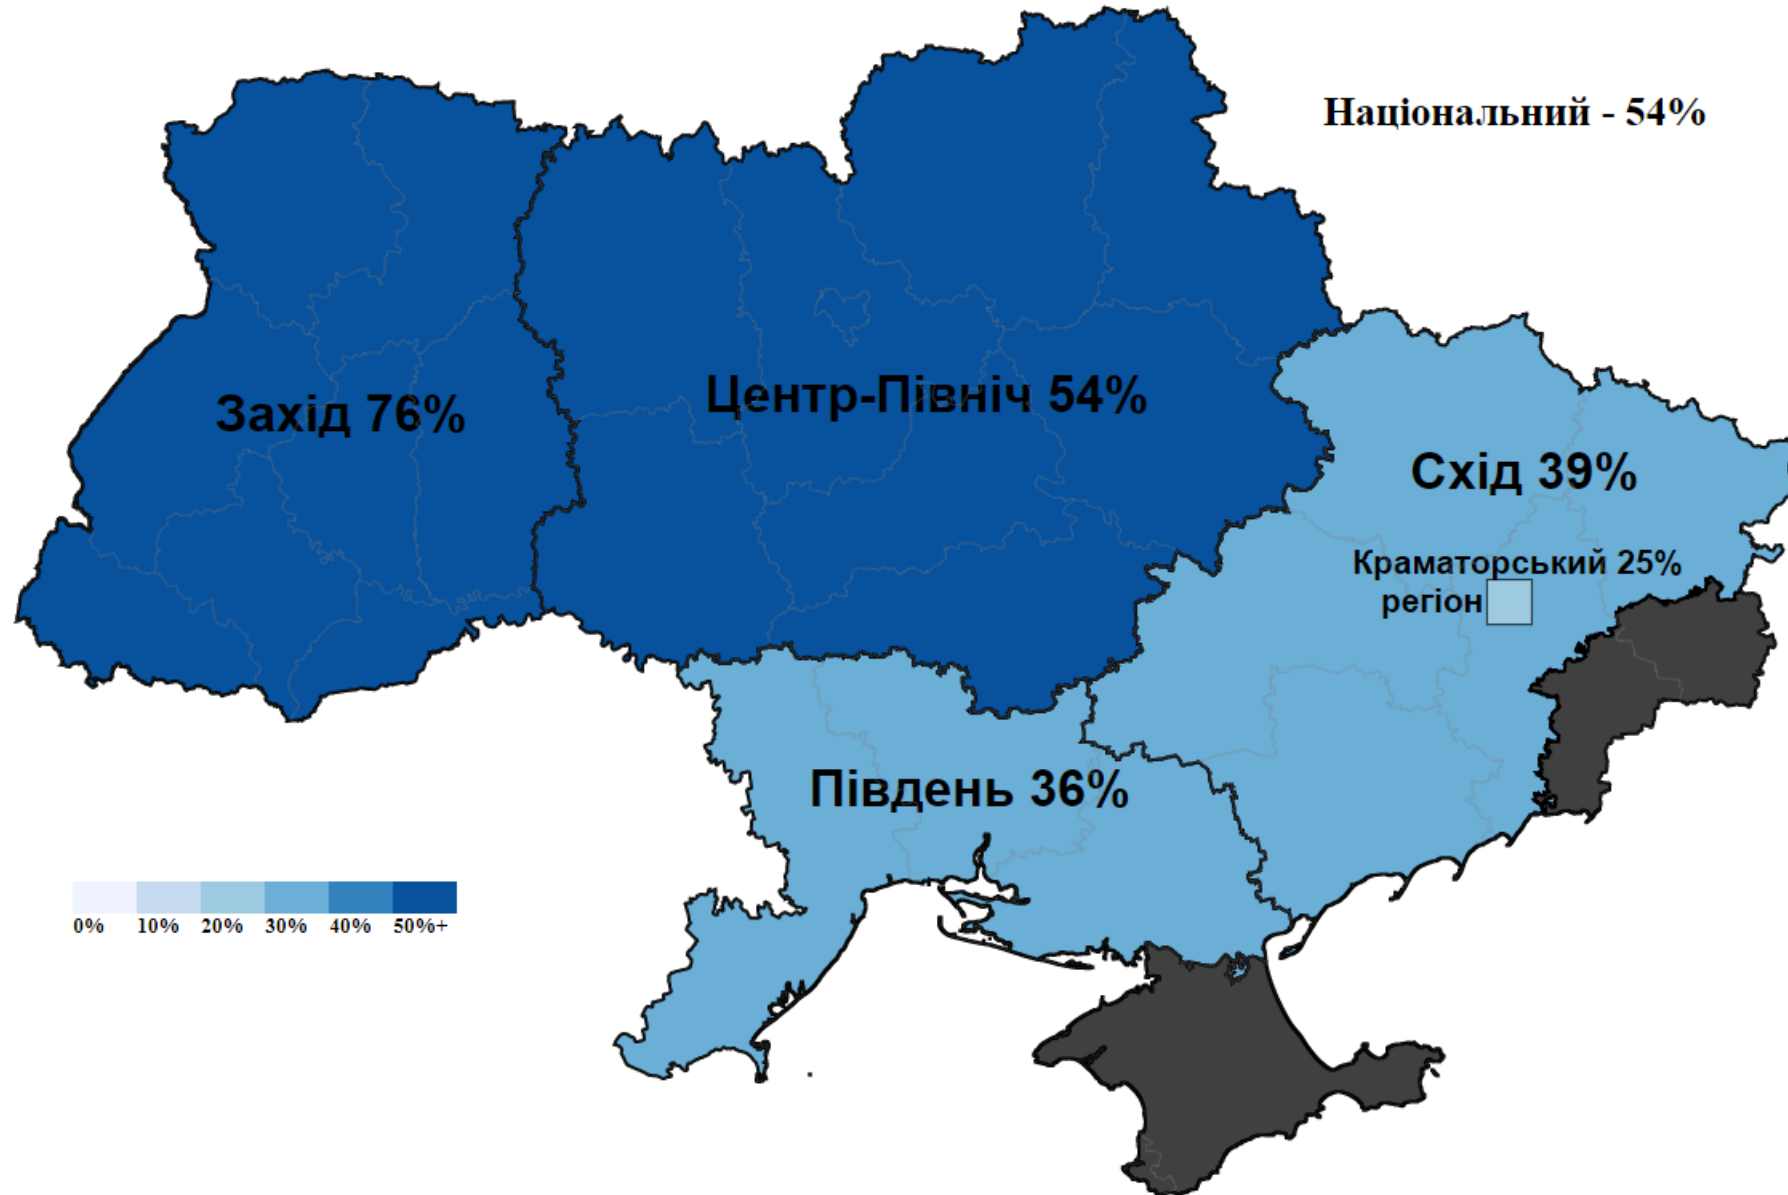 Національний - 54%
Захід 76%
Центр-Північ 54%
Схід 39%
Краматорський 25%
регіон
Південь 36%
0% 10% 20% 30% 40% 50%+